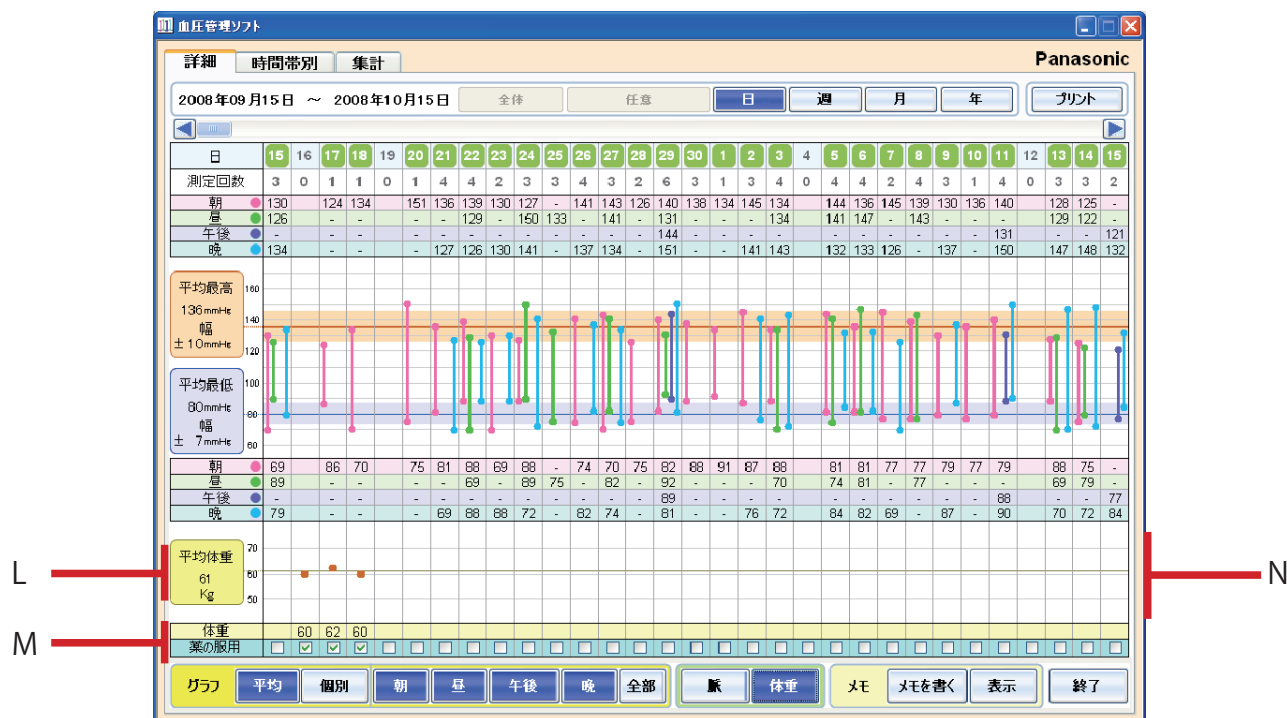 血圧管理ソフト
詳細 時間帯別 集計 Panasonic
2008年09月15日 ～ 2008年10月15日 全体 任意 日 週 月 年 プリント
日 15 16 17 18 19 20 21 22 23 24 25 26 27 28 29 30 1 2 3 4 5 6 7 8 9 10 11 12 13 14 15
測定回数 3 0 1 1 0 1 4 4 2 3 3 4 3 2 6 3 1 3 4 0 4 4 2 4 3 1 4 0 3 3 2
朝 130 124 134 151 136 139 130 127 - 141 143 126 140 138 134 145 134 144 136 145 139 130 136 140 128 125 -
昼 126 - - - - 129 - 150 133 - 141 - 131 - - - 134 141 147 - 143 - - - 129 122 -
午後 - - - - - - - - - - - - 144 - - - - - - - - - - 131 - - 121
晩 134 - - - 127 126 130 141 - 137 134 - 151 - - 141 143 132 133 126 - 137 - 150 147 148 132
平均最高
136mmHg
幅
±10mmHg
平均最低
80mmHg
幅
± 7mmHg
160
140
120
100
80
60
朝 69 86 70 75 81 88 69 88 - 74 70 75 82 88 91 87 88 81 81 77 77 79 77 79 88 75 -
昼 89 - - - - 69 - 89 75 - 82 - 92 - - - 70 74 81 - 77 - - - 69 79 -
午後 - - - - - - - - - - - - 89 - - - - - - - - - - 88 - - 77
晩 79 - - - 69 88 88 72 - 82 74 - 81 - - 76 72 84 82 69 - 87 - 90 70 72 84
平均体重
61
Kg
70
60
50
L
N
M
体重 60 62 60
薬の服用
グラフ 平均 個別 朝 昼 午後 晩 全部 脈 体重 メモ メモを書く 表示 終了